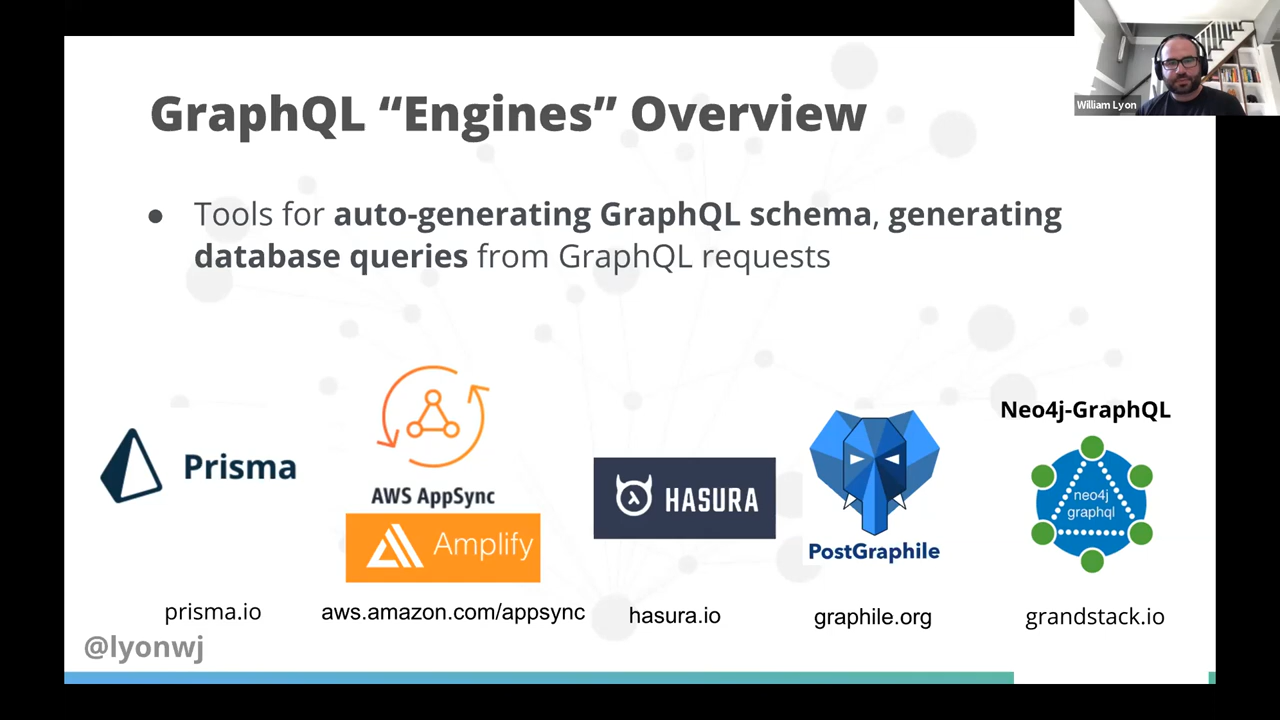 William Lyon
GraphQL “Engines” Overview
● Tools for auto-generating GraphQL schema, generating
database queries from GraphQL requests
Prisma
AWS AppSync
Amplify
HASURA
PostGraphile
Neo4j-GraphQL
neo4j
graphql
prisma.io
aws.amazon.com/appsync
hasura.io
graphile.org
grandstack.io
@lyonwj